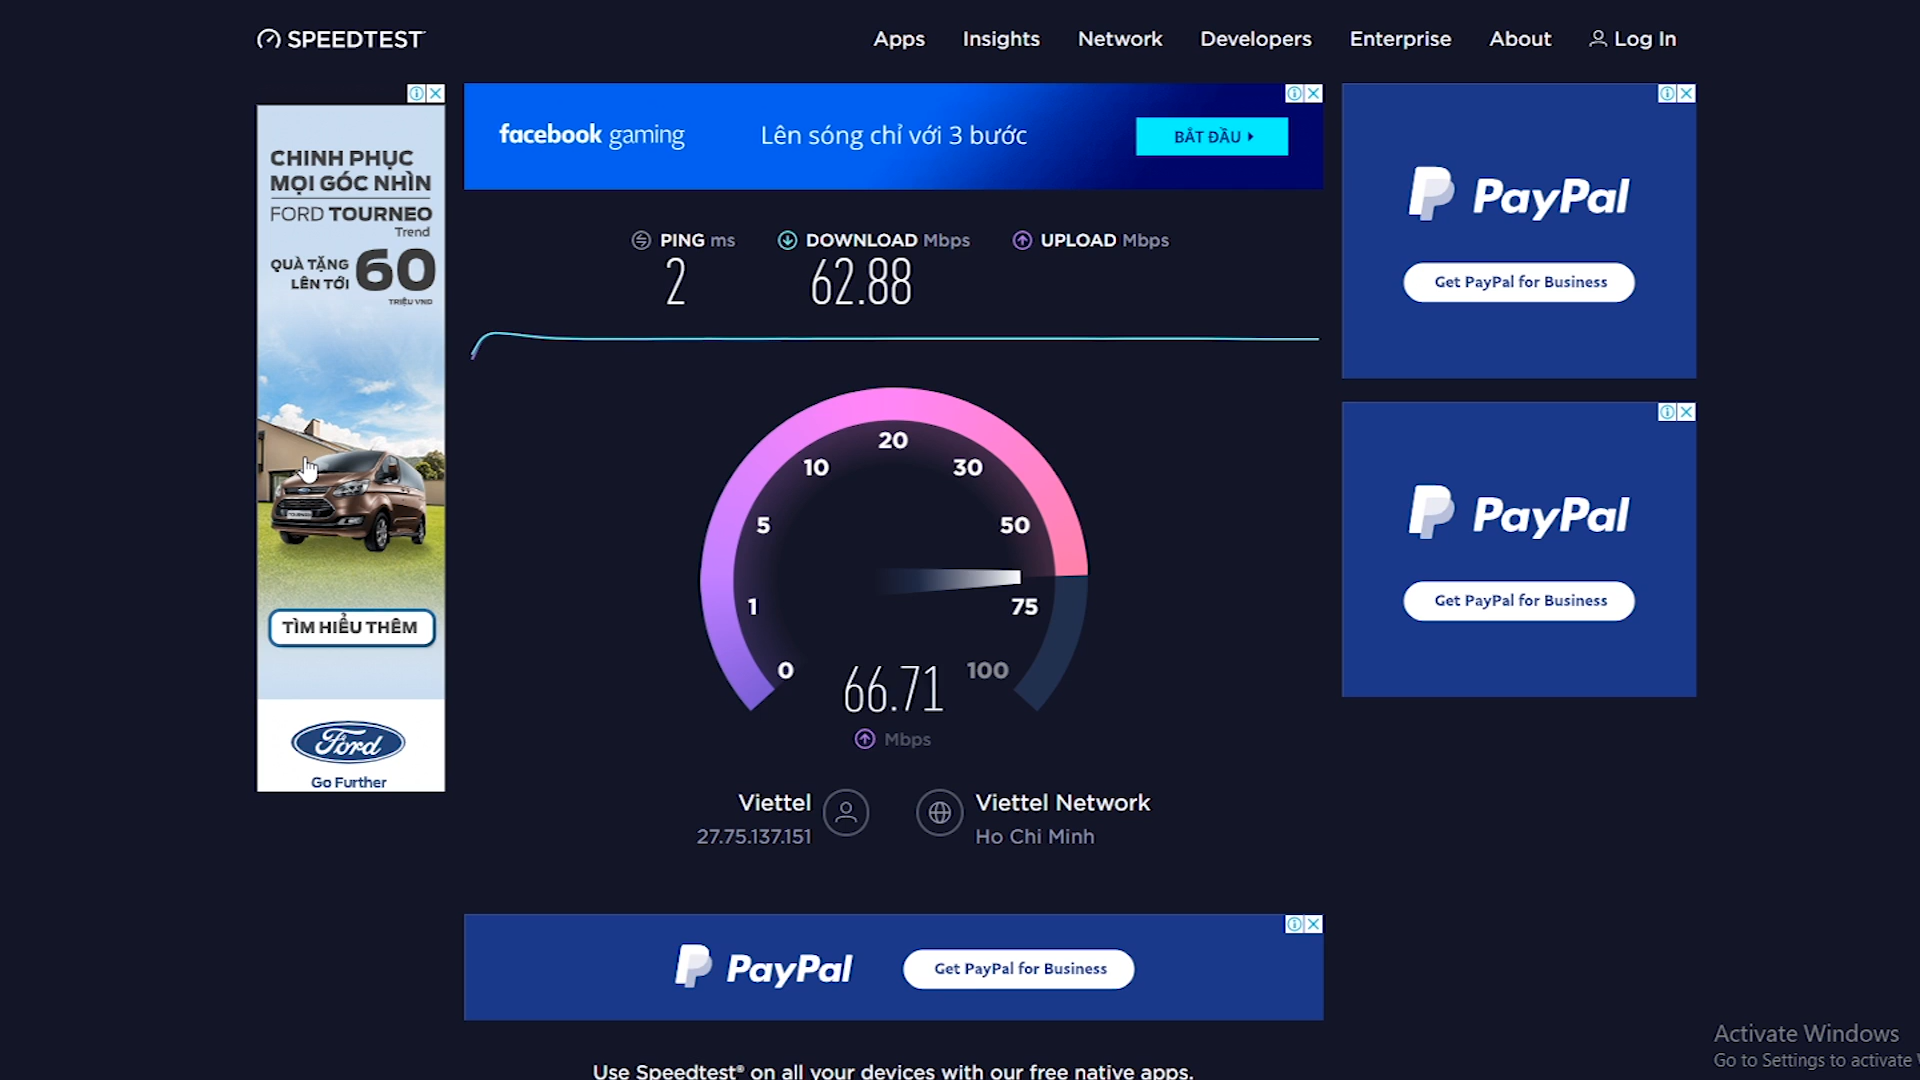 SPEEDTEST
Apps Insights Network Developers Enterprise About Log In
CHINH PHỤC
MỌI GÓC NHÌN
FORD TOURNEO
Trend
QUÀ TẶNG
LÊN TỚI
60
TRIỆU VND
TÌM HIỂU THÊM
Ford
Go Further
facebook gaming
Lên sóng chỉ với 3 bước
BẮT ĐẦU
PING ms
2
DOWNLOAD Mbps
62.88
UPLOAD Mbps
0
1
5
10
20
30
50
75
100
66.71
Mbps
Viettel
27.75.137.151
Viettel Network
Ho Chi Minh
PayPal
Get PayPal for Business
PayPal
Get PayPal for Business
PayPal
Get PayPal for Business
Use Speedtest® on all your devices with our free native apps.
Activate Windows
Go to Settings to activate